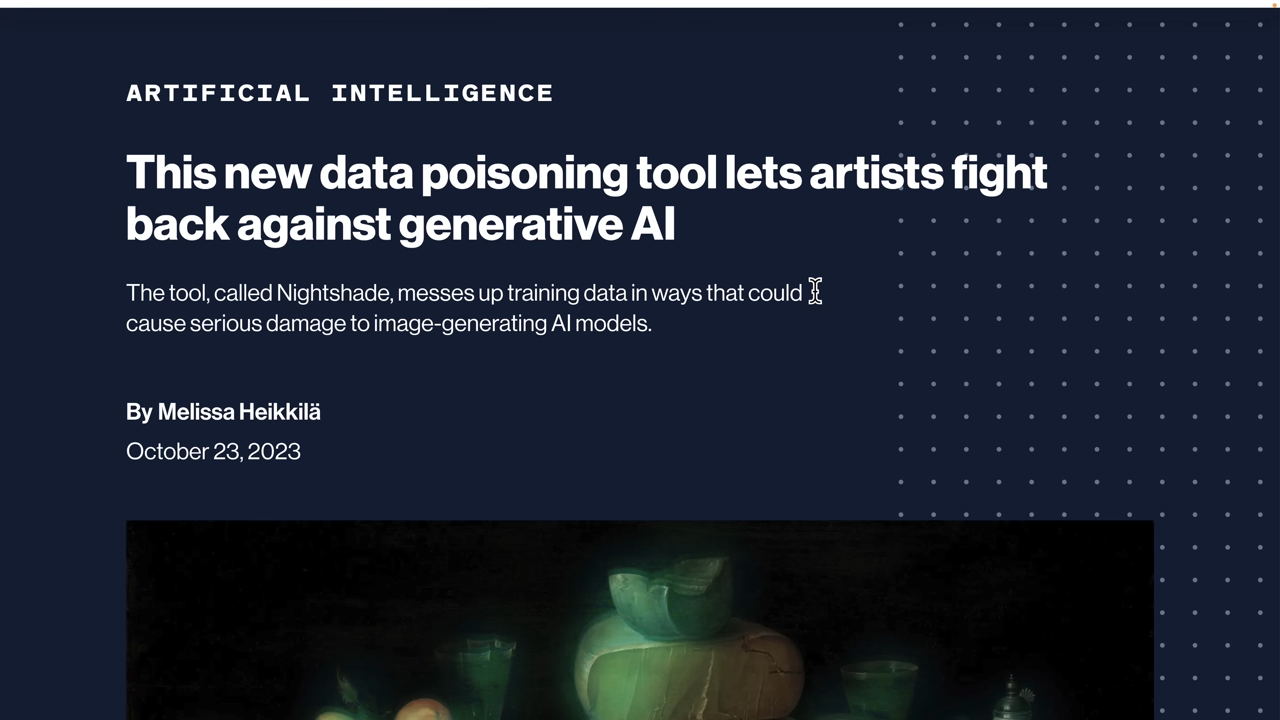 ARTIFICIAL INTELLIGENCE
This new data poisoning tool lets artists fight
back against generative AI
The tool, called Nightshade, messes up training data in ways that could
cause serious damage to image-generating AI models.
By Melissa Heikkilä
October 23, 2023